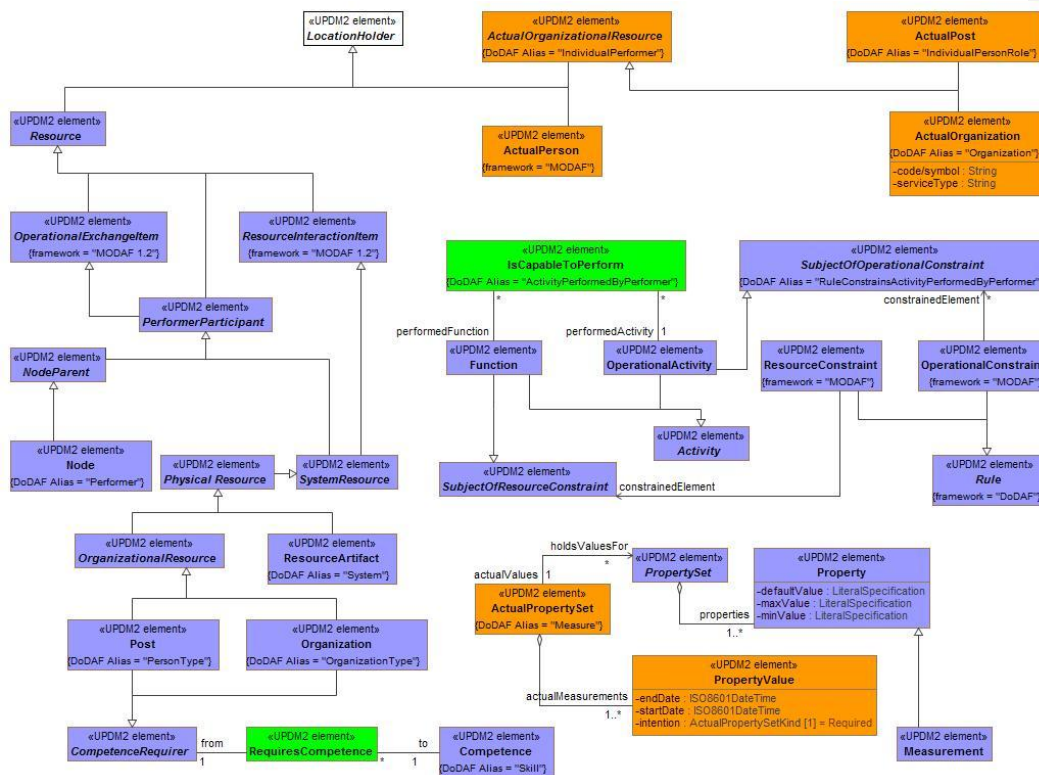 «UPDM2 element»
LocationHolder
«UPDM2 element»
ActualOrganizationalResource
{DoDAF Alias = "IndividualPerformer"}
«UPDM2 element»
ActualPost
{DoDAF Alias = "IndividualPersonRole"}
«UPDM2 element»
Resource
«UPDM2 element»
ActualPerson
{framework = "MODAF"}
«UPDM2 element»
ActualOrganization
{DoDAF Alias = "Organization"}
-code/symbol : String
-serviceType : String
«UPDM2 element»
OperationalExchangeItem
{framework = "MODAF 1.2"}
«UPDM2 element»
ResourceInteractionItem
{framework = "MODAF 1.2"}
«UPDM2 element»
IsCapableToPerform
{DoDAF Alias = "ActivityPerformedByPerformer"}
«UPDM2 element»
SubjectOfOperationalConstraint
{DoDAF Alias = "RuleConstrainsActivityPerformedByPerformer"}
«UPDM2 element»
PerformerParticipant
*
*
constrainedElement
*
performedFunction
performedActivity
1
«UPDM2 element»
NodeParent
«UPDM2 element»
Function
«UPDM2 element»
OperationalActivity
«UPDM2 element»
ResourceConstraint
{framework = "MODAF"}
«UPDM2 element»
OperationalConstraint
{framework = "MODAF"}
«UPDM2 element»
Node
{DoDAF Alias = "Performer"}
«UPDM2 element»
Physical Resource
«UPDM2 element»
SystemResource
«UPDM2 element»
Activity
«UPDM2 element»
SubjectOfResourceConstraint
constrainedElement
«UPDM2 element»
Rule
{framework = "DoDAF"}
«UPDM2 element»
OrganizationalResource
«UPDM2 element»
ResourceArtifact
{DoDAF Alias = "System"}
holdsValuesFor
*
actualValues
1
«UPDM2 element»
PropertySet
«UPDM2 element»
Property
-defaultValue : LiteralSpecification
-maxValue : LiteralSpecification
-minValue : LiteralSpecification
«UPDM2 element»
ActualPropertySet
{DoDAF Alias = "Measure"}
properties
1..*
«UPDM2 element»
Post
{DoDAF Alias = "PersonType"}
«UPDM2 element»
Organization
{DoDAF Alias = "OrganizationType"}
actualMeasurements
1..*
«UPDM2 element»
PropertyValue
-endDate : ISO8601DateTime
-startDate : ISO8601DateTime
-intention : ActualPropertySetKind [1] = Required
«UPDM2 element»
CompetenceRequirer
from
1
«UPDM2 element»
RequiresCompetence
*
to
1
«UPDM2 element»
Competence
{DoDAF Alias = "Skill"}
«UPDM2 element»
Measurement